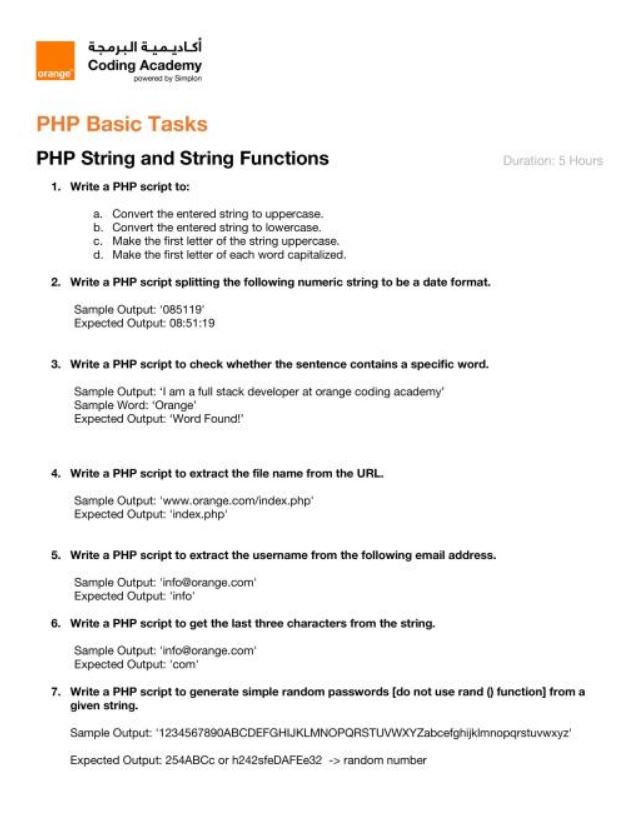 أكاديمية البرمجة
Coding Academy
powered by Simplon
orange™
PHP Basic Tasks
PHP String and String Functions
Duration: 5 Hours
1. Write a PHP script to:
a. Convert the entered string to uppercase.
b. Convert the entered string to lowercase.
c. Make the first letter of the string uppercase.
d. Make the first letter of each word capitalized.
2. Write a PHP script splitting the following numeric string to be a date format.
Sample Output: '085119'
Expected Output: 08:51:19
3. Write a PHP script to check whether the sentence contains a specific word.
Sample Output: 'I am a full stack developer at orange coding academy'
Sample Word: 'Orange'
Expected Output: 'Word Found!'
4. Write a PHP script to extract the file name from the URL.
Sample Output: 'www.orange.com/index.php'
Expected Output: 'index.php'
5. Write a PHP script to extract the username from the following email address.
Sample Output: 'info@orange.com'
Expected Output: 'info'
6. Write a PHP script to get the last three characters from the string.
Sample Output: 'info@orange.com'
Expected Output: 'com'
7. Write a PHP script to generate simple random passwords [do not use rand () function] from a
given string.
Sample Output: '1234567890ABCDEFGHIJKLMNOPQRSTUVWXYZabcefghijklmnopqrstuvwxyz'
Expected Output: 254ABCc or h242sfeDAFEe32 -> random number